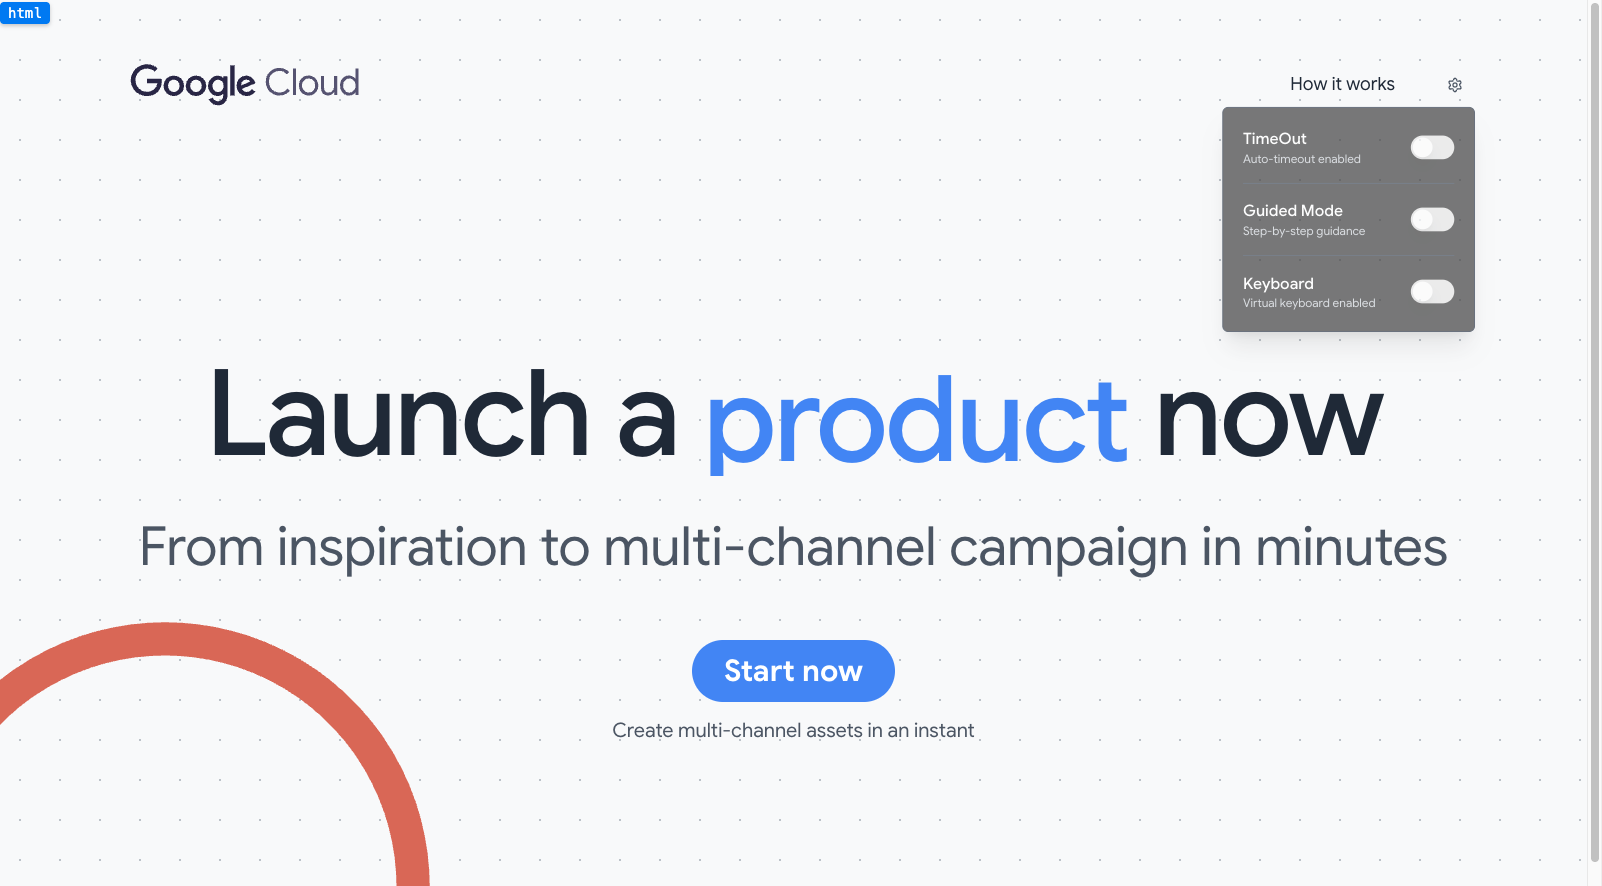 html
Google Cloud
How it works
TimeOut
Auto-timeout enabled
Guided Mode
Step-by-step guidance
Keyboard
Virtual keyboard enabled
Launch a product now
From inspiration to multi-channel campaign in minutes
Start now
Create multi-channel assets in an instant